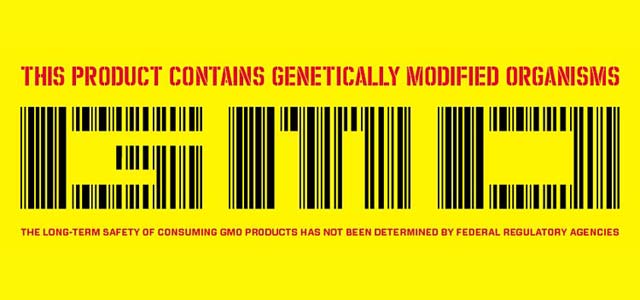 THIS PRODUCT CONTAINS GENETICALLY MODIFIED ORGANISMS
GMO
THE LONG-TERM SAFETY OF CONSUMING GMO PRODUCTS HAS NOT BEEN DETERMINED BY FEDERAL REGULATORY AGENCIES